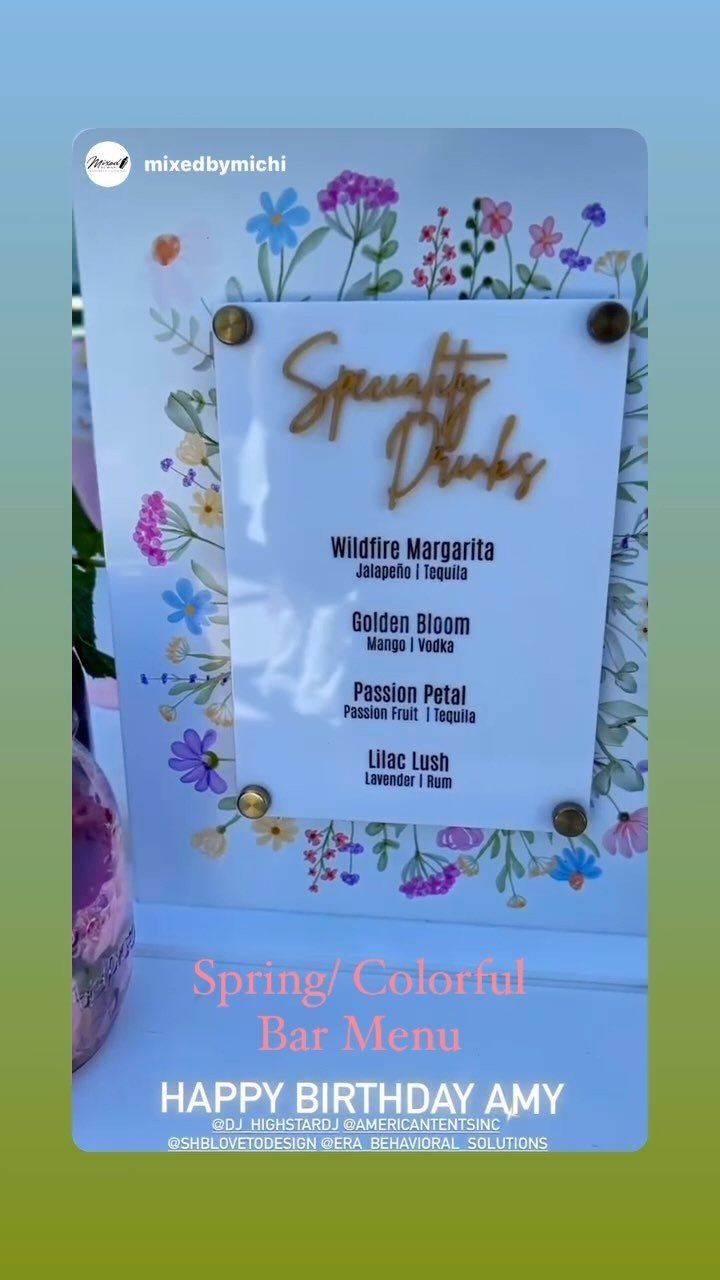 Mixed
mixedbymichi
Specialty
Drinks
Wildfire Margarita
Jalapeño | Tequila
Golden Bloom
Mango | Vodka
Passion Petal
Passion Fruit | Tequila
Lilac Lush
Lavender | Rum
Spring/ Colorful
Bar Menu
HAPPY BIRTHDAY AMY
@DJ_HIGHSTARDJ @AMERICANTENTSINC
@SHBLOVETODESIGN @ERA_BEHAVIORAL_SOLUTIONS